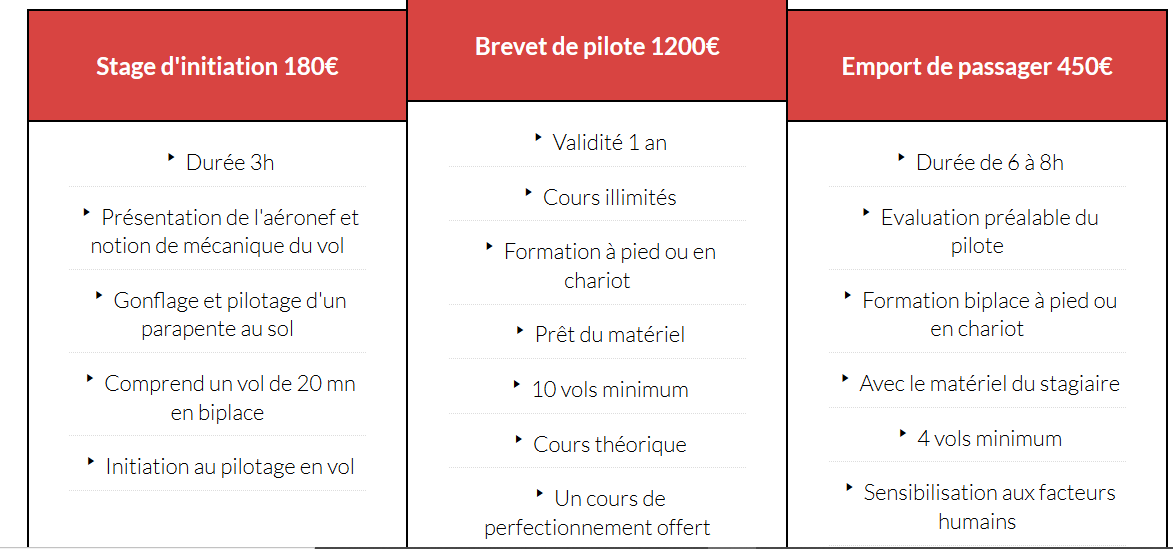 Stage d'initiation 180€
Durée 3h
Présentation de l'aéronef et
notion de mécanique du vol
Gonflage et pilotage d'un
parapente au sol
Comprend un vol de 20 mn
en biplace
Initiation au pilotage en vol
Brevet de pilote 1200€
Validité 1 an
Cours illimités
Formation à pied ou en
chariot
Prêt du matériel
10 vols minimum
Cours théorique
Un cours de
perfectionnement offert
Emport de passager 450€
Durée de 6 à 8h
Evaluation préalable du
pilote
Formation biplace à pied ou
en chariot
Avec le matériel du stagiaire
4 vols minimum
Sensibilisation aux facteurs
humains